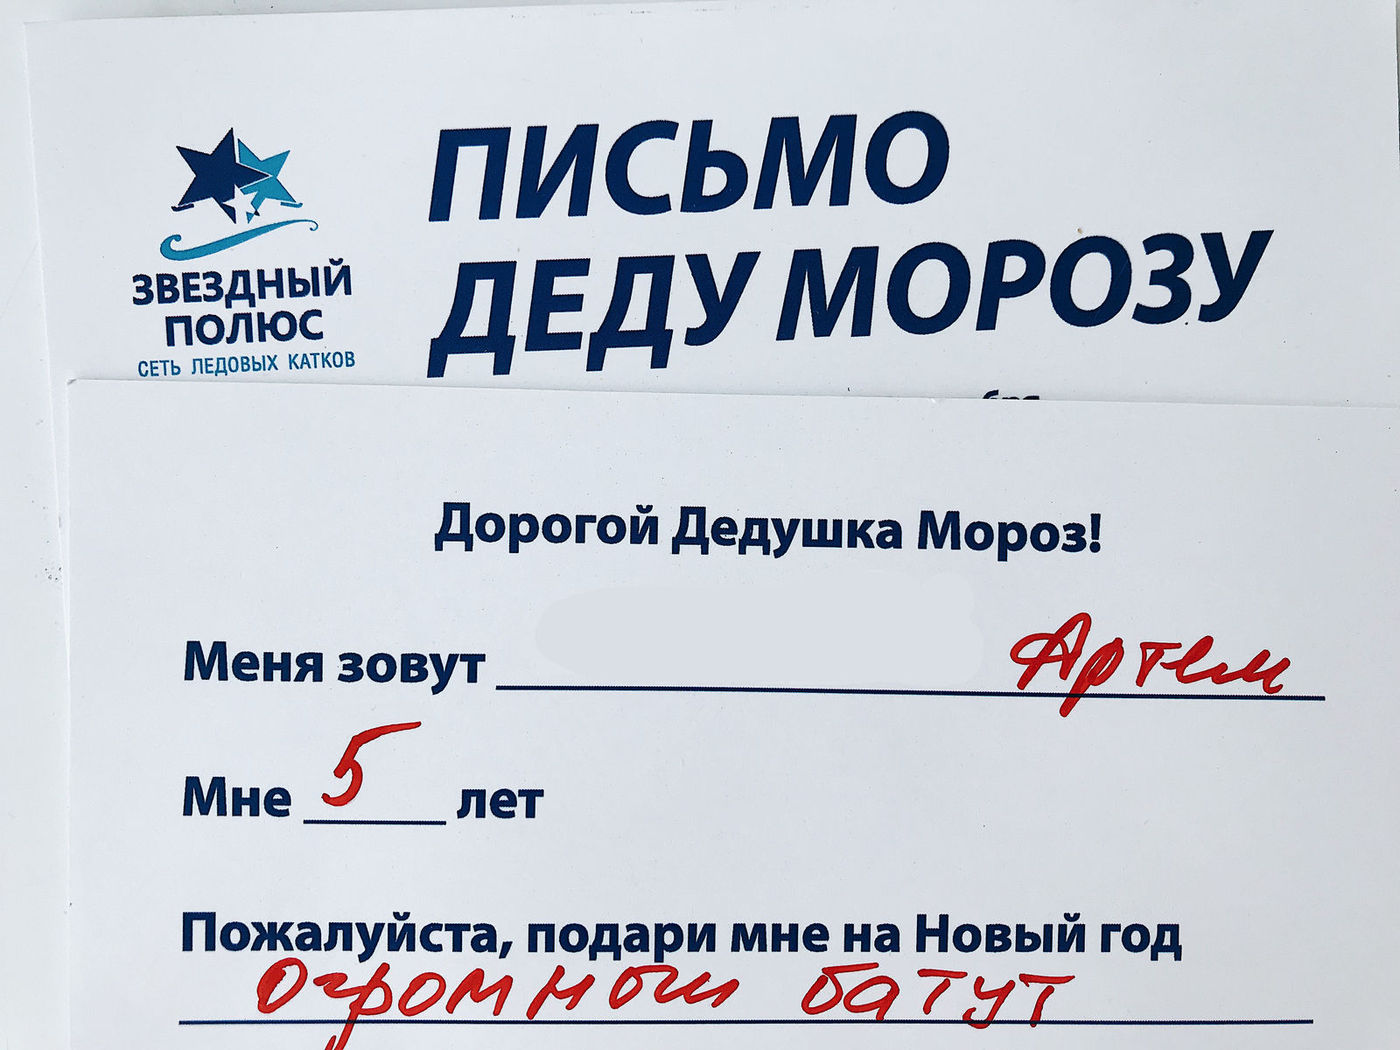 ПИСЬМО
ДЕДУ МОРОЗУ
ЗВЕЗДНЫЙ
ПОЛЮС
СЕТЬ ЛЕДОВЫХ КАТКОВ
Дорогой Дедушка Мороз!
Меня зовут Артем
Мне 5 лет
Пожалуйста, подари мне на Новый год
Огромный батут